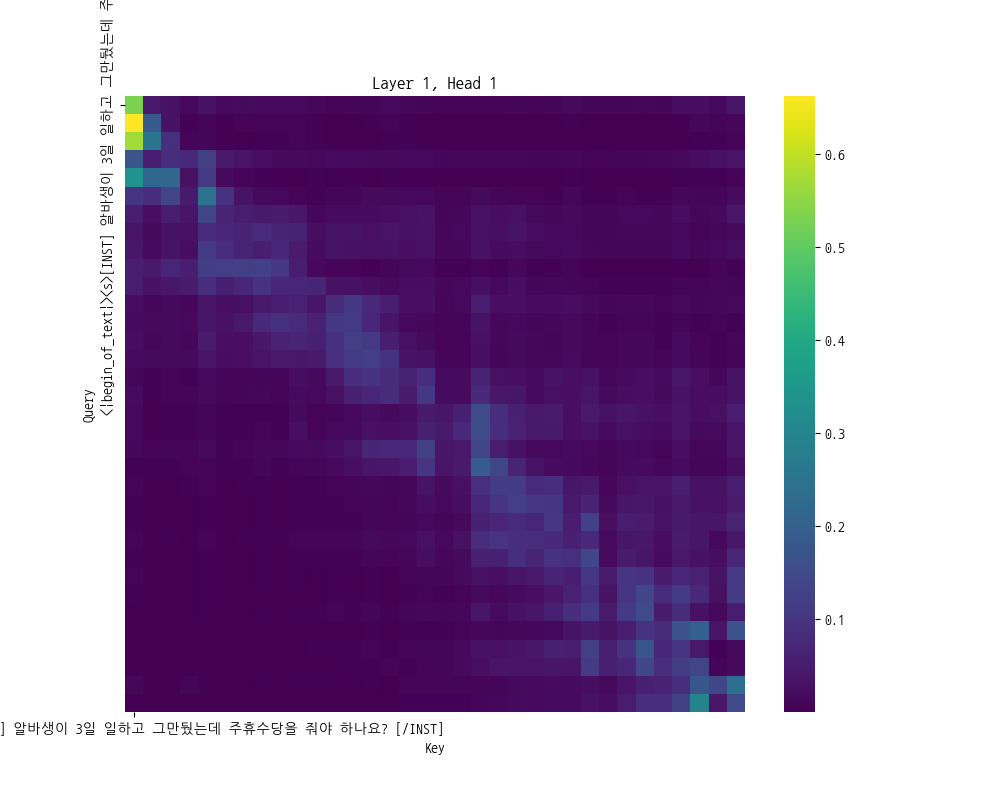 Layer 1, Head 1
Query
<|begin_of_text|><s>[INST] 알바생이 3일 일하고 그만뒀는데 주
0.6
0.5
0.4
0.3
0.2
0.1
] 알바생이 3일 일하고 그만뒀는데 주휴수당을 줘야 하나요? [/INST]
Key